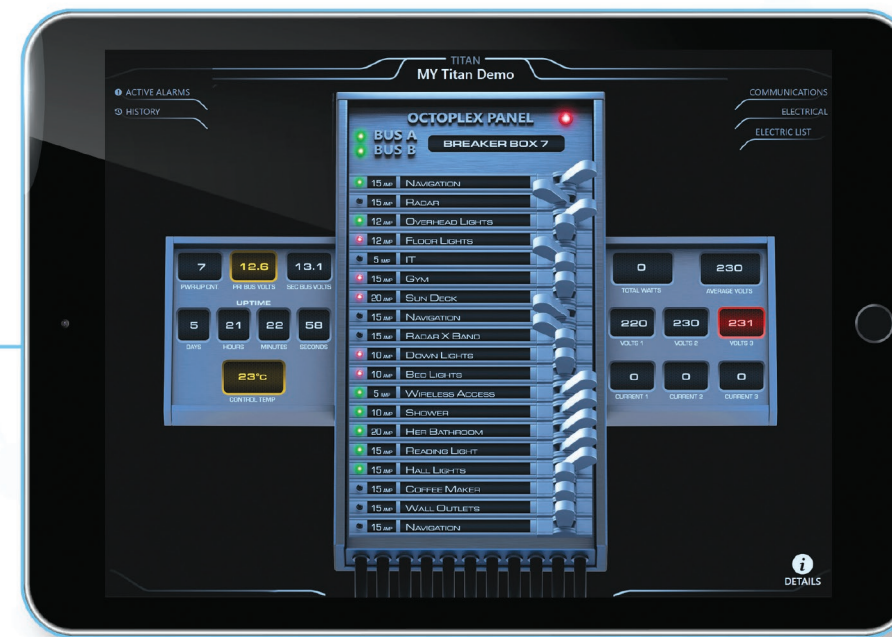 TITAN
MY Titan Demo
ACTIVE ALARMS
HISTORY
COMMUNICATIONS
ELECTRICAL
ELECTRIC LIST
OCTOPLEX PANEL
BUS A
BUS B
BREAKER BOX 7
15 AMP NAVIGATION
15 AMP RADAR
12 AMP OVERHEAD LIGHTS
12 AMP FLOOR LIGHTS
5 AMP IT
15 AMP GYM
20 AMP SUN DECK
15 AMP NAVIGATION
15 AMP RADAR X BAND
10 AMP DOWN LIGHTS
10 AMP BED LIGHTS
5 AMP WIRELESS ACCESS
10 AMP SHOWER
20 AMP HER BATHROOM
15 AMP READING LIGHT
15 AMP HALL LIGHTS
15 AMP COFFEE MAKER
15 AMP WALL OUTLETS
15 AMP NAVIGATION
7 12.6 13.1
PWR-UP CNT. PRI BUS VOLTS SEC BUS VOLTS
UPTIME
5 21 22 58
DAYS HOURS MINUTES SECONDS
23°C
CONTROL TEMP
0 230
TOTAL WATTS AVERAGE VOLTS
220 230 231
VOLTS 1 VOLTS 2 VOLTS 3
0 0 0
CURRENT 1 CURRENT 2 CURRENT 3
i
DETAILS